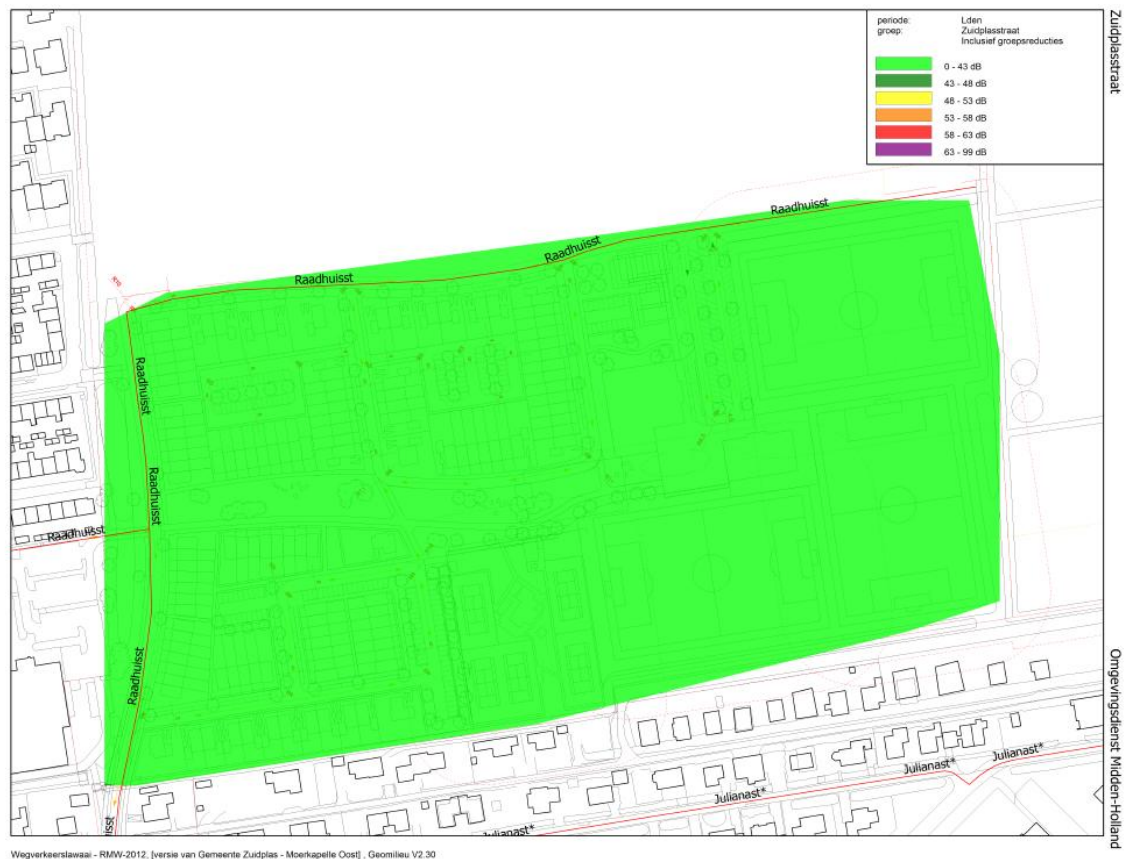 periode: Lden
groep: Zuidplasstraat
Inclusief groepsreducties
0 - 43 dB
43 - 48 dB
48 - 53 dB
53 - 58 dB
58 - 63 dB
63 - 99 dB
Zuidplasstraat
Raadhuisst
Raadhuisst
Raadhuisst
Raadhuisst
Raadhuisst
Raadhuisst
Raadhuisst
Omgevingsdienst Midden-Holland
Julianast*
Julianast*
Julianast*
Julianast*
Wegverkeerslawaai - RMW-2012, [versie van Gemeente Zuidplas - Moerkapelle Oost] , Geomilieu V2.30